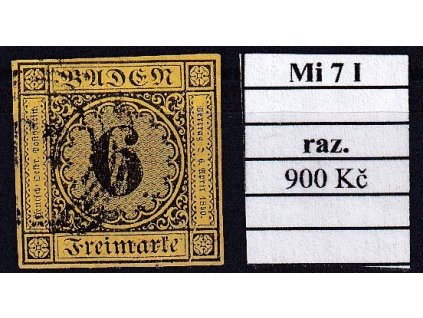 BADEN
6
Freimarke
Mi 7 I
raz.
900 Kč